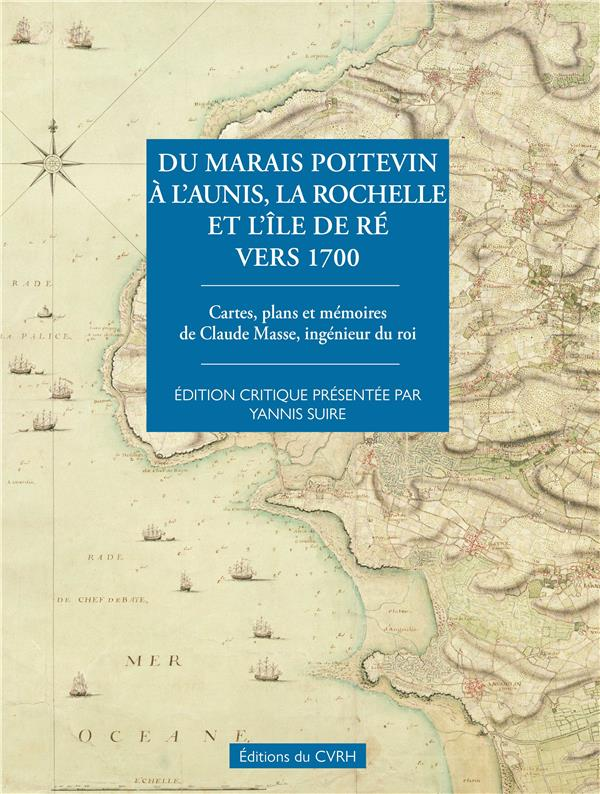 DU MARAIS POITEVIN
À L'AUNIS, LA ROCHELLE
ET L'ÎLE DE RÉ
VERS 1700
Cartes, plans et mémoires
de Claude Masse, ingénieur du roi
ÉDITION CRITIQUE PRÉSENTÉE PAR
YANNIS SUIRE
RADE
LA PALICE
RADE
DE CHEF DE BAYE
MER
OCEANE
ECHELLE
Éditions du CVRH